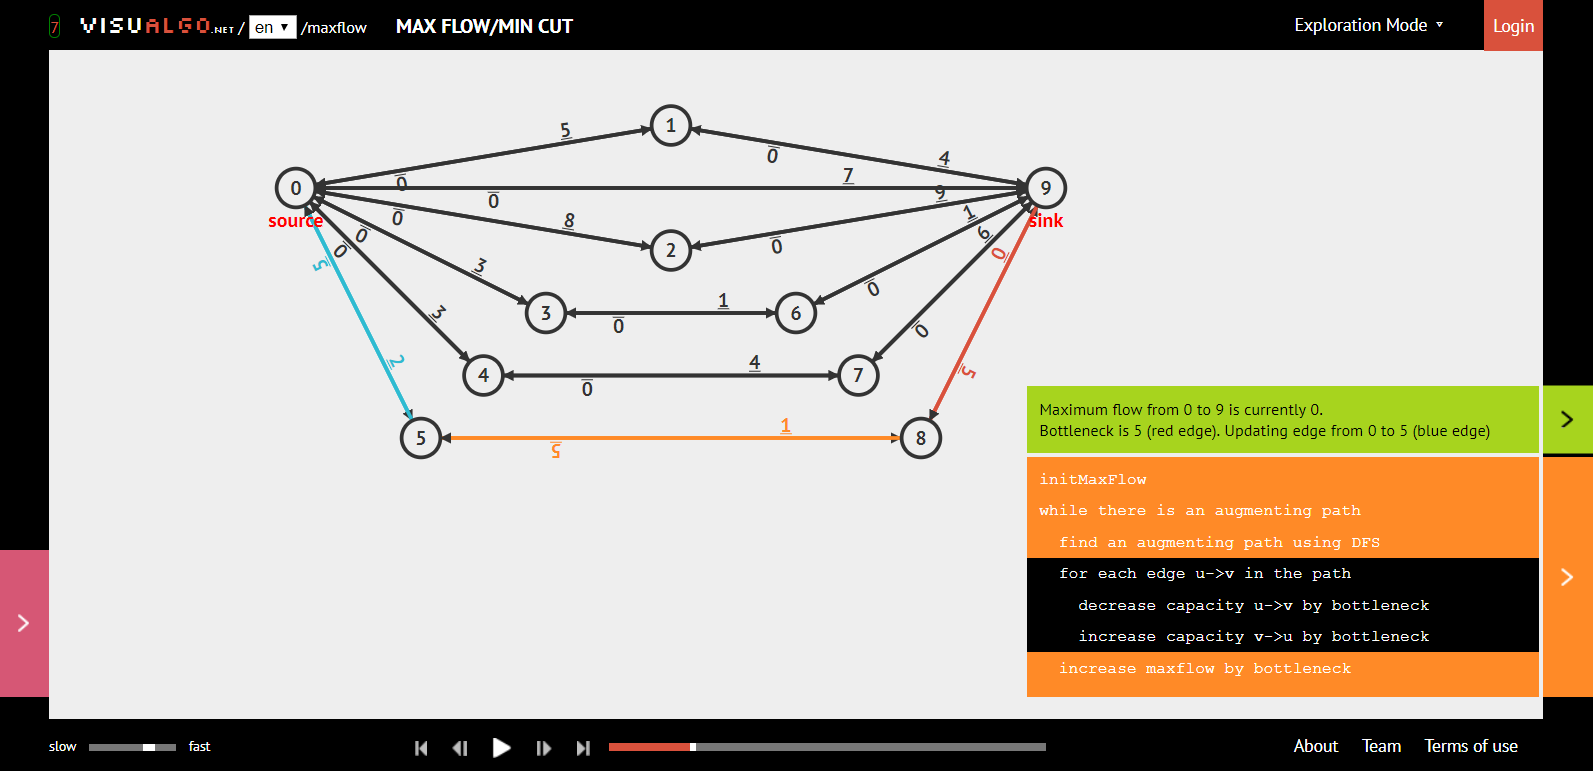 7 VISUALGO.NET / en ▼ /maxflow MAX FLOW/MIN CUT Exploration Mode ▼ Login
1
5
0 4
0 7 9
0 0 9
source 0 8 2 0 1 sink
0 0 6
5 3 0
3 1 6 0
3 0
3 0
4 4 7
0
2 5
5 1 8
5
Maximum flow from 0 to 9 is currently 0.
Bottleneck is 5 (red edge). Updating edge from 0 to 5 (blue edge)
initMaxFlow
while there is an augmenting path
find an augmenting path using DFS
for each edge u->v in the path
decrease capacity u->v by bottleneck
increase capacity v->u by bottleneck
increase maxflow by bottleneck
slow fast About Team Terms of use